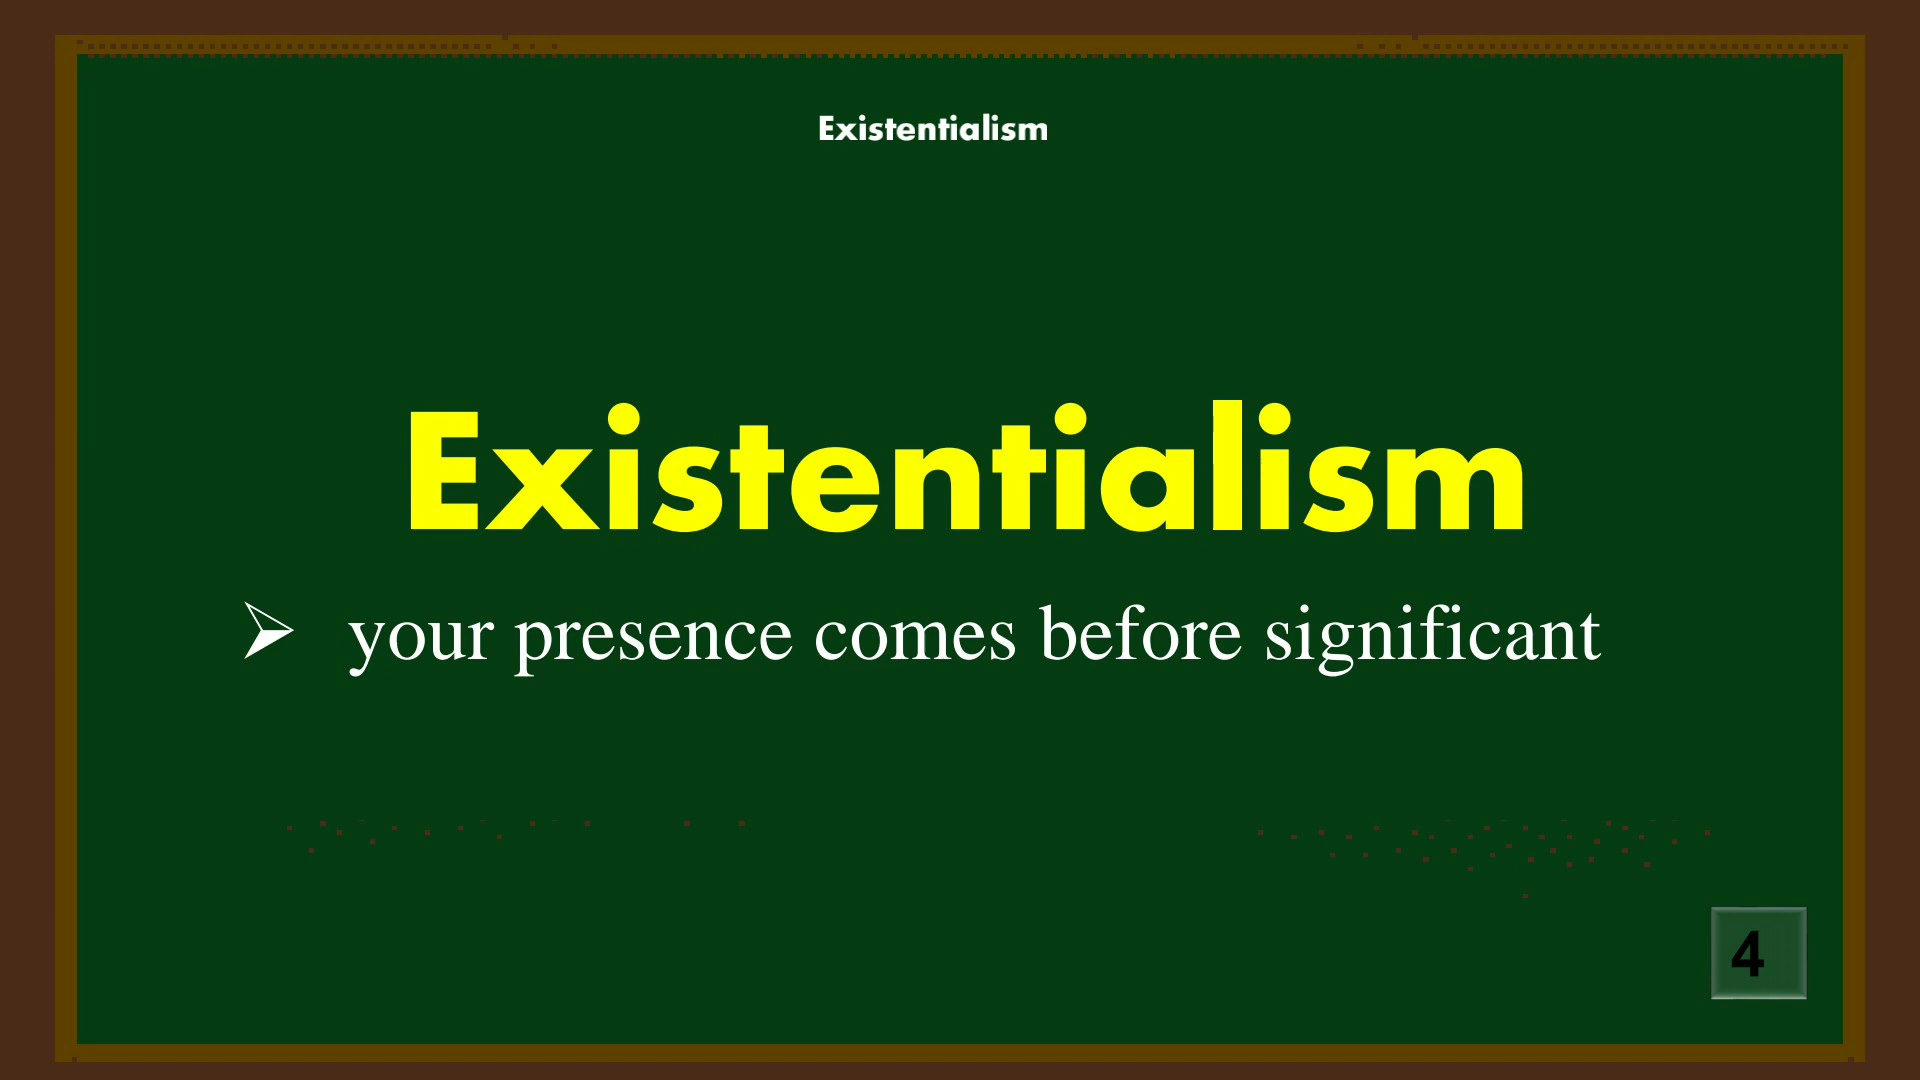 Existentialism
Existentialism
➢ your presence comes before significant
4